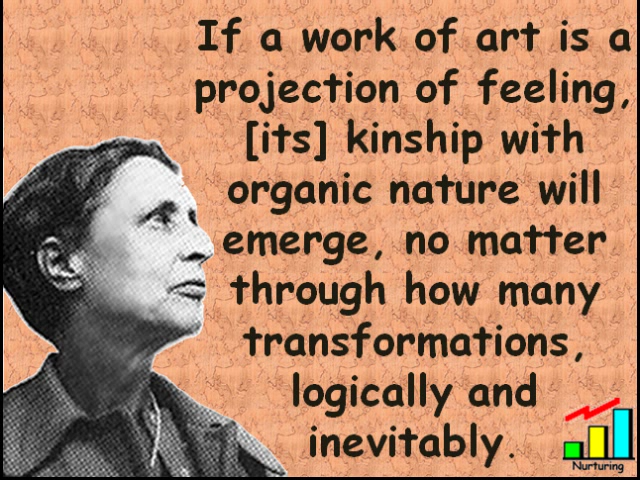 If a work of art is a
projection of feeling,
[its] kinship with
organic nature will
emerge, no matter
through how many
transformations,
logically and
inevitably.
Nurturing